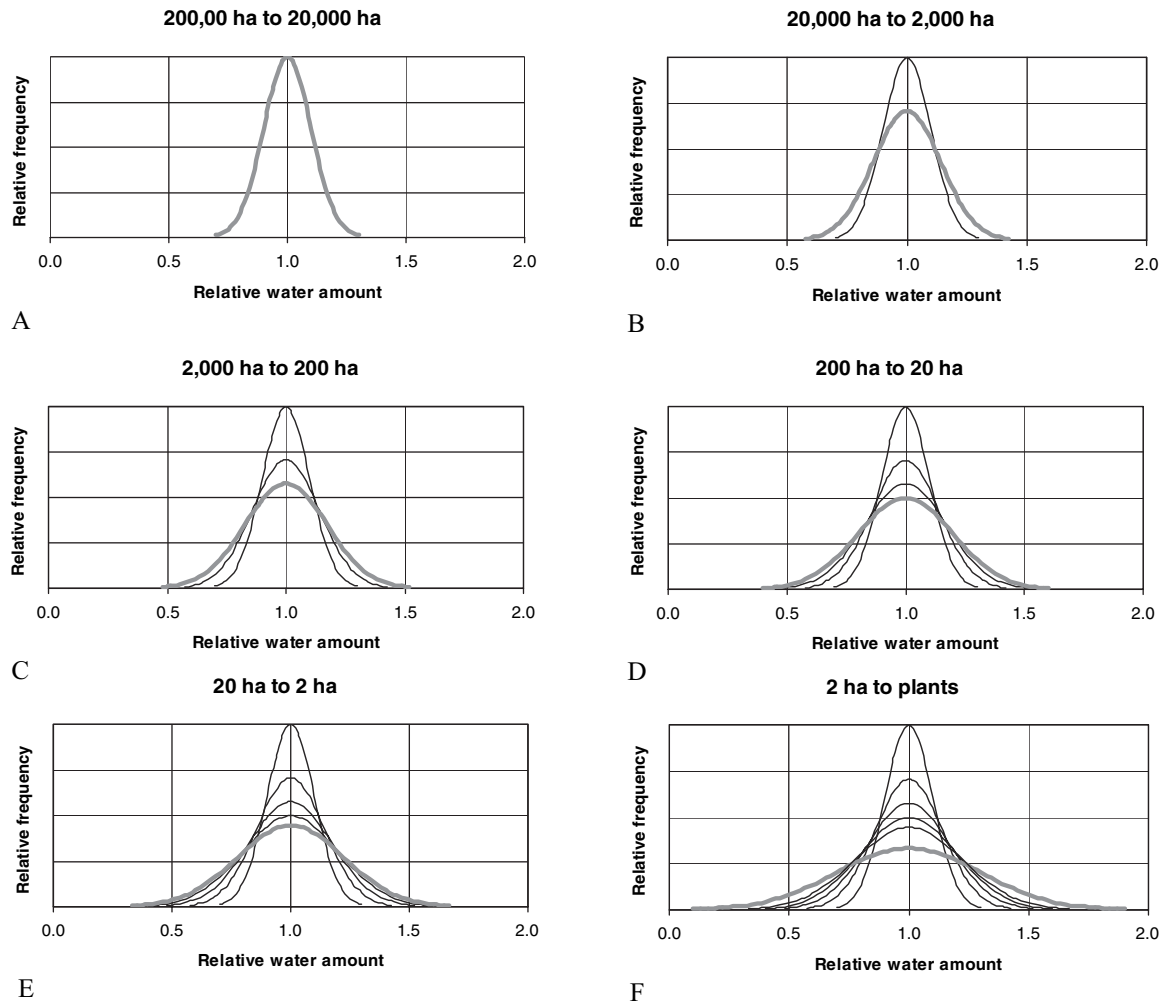 200,00 ha to 20,000 ha
Relative frequency
0.0 0.5 1.0 1.5 2.0
Relative water amount
A
20,000 ha to 2,000 ha
Relative frequency
0.0 0.5 1.0 1.5 2.0
Relative water amount
B
2,000 ha to 200 ha
Relative frequency
0.0 0.5 1.0 1.5 2.0
Relative water amount
C
200 ha to 20 ha
Relative frequency
0.0 0.5 1.0 1.5 2.0
Relative water amount
D
20 ha to 2 ha
Relative frequency
0.0 0.5 1.0 1.5 2.0
Relative water amount
E
2 ha to plants
Relative frequency
0.0 0.5 1.0 1.5 2.0
Relative water amount
F